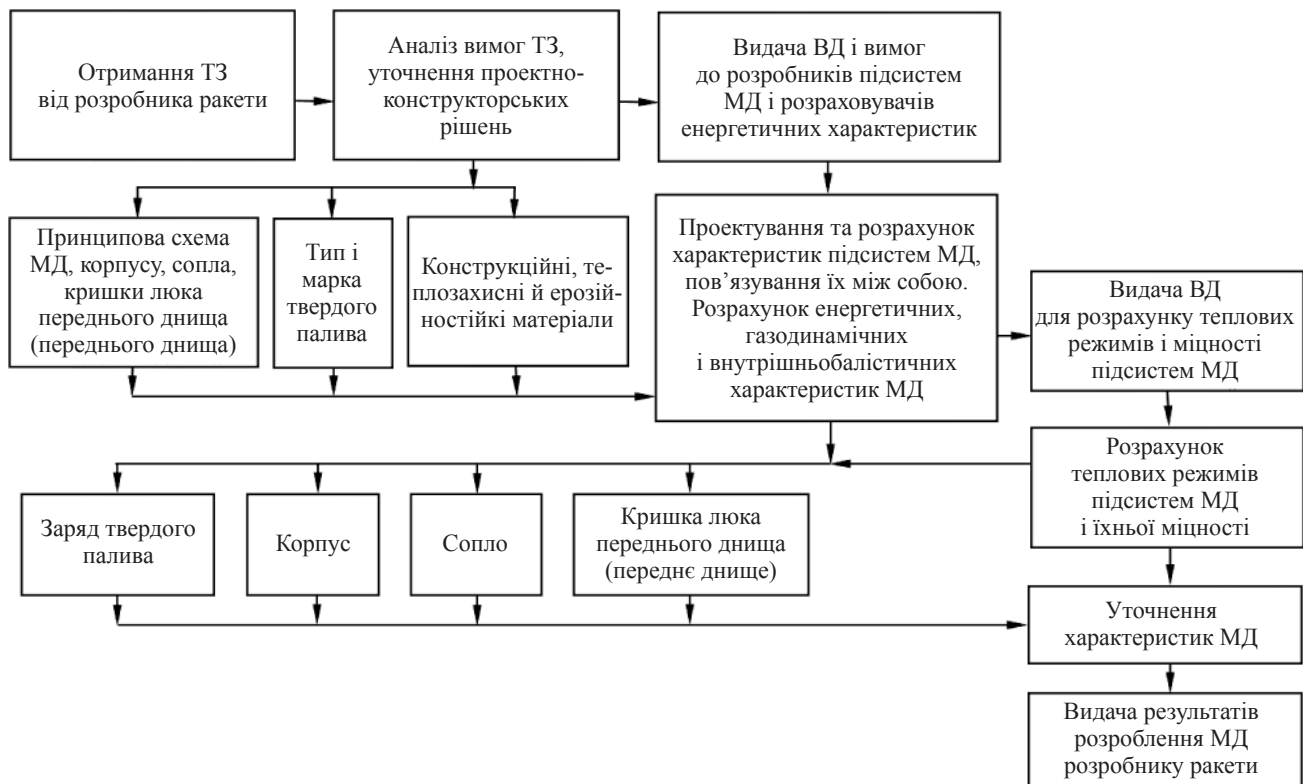 Отримання ТЗ
від розробника ракети
Аналіз вимог ТЗ,
уточнення проектно-
конструкторських
рішень
Видача ВД і вимог
до розробників підсистем
МД і розраховувачів
енергетичних характеристик
Принципова схема
МД, корпусу, сопла,
кришки люка
переднього днища
(переднього днища)
Тип і
марка
твердого
палива
Конструкційні, те-
плозахисні й ерозій-
ностійкі матеріали
Проектування та розрахунок
характеристик підсистем МД,
пов’язування їх між собою.
Розрахунок енергетичних,
газодинамічних
і внутрішньобалістичних
характеристик МД
Видача ВД
для розрахунку теплових
режимів і міцності
підсистем МД
Розрахунок
теплових режимів
підсистем МД
і їхньої міцності
Заряд твердого
палива
Корпус
Сопло
Кришка люка
переднього днища
(переднє днище)
Уточнення
характеристик МД
Видача результатів
розроблення МД
розробнику ракети